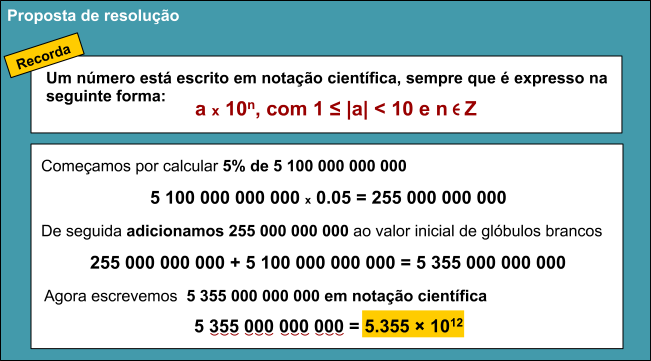 Proposta de resolução
Recorda
Um número está escrito em notação científica, sempre que é expresso na
seguinte forma:
a x 10ⁿ, com 1 ≤ |a| < 10 e n ϵ Z
Começamos por calcular 5% de 5 100 000 000 000
5 100 000 000 000 x 0.05 = 255 000 000 000
De seguida adicionamos 255 000 000 000 ao valor inicial de glóbulos brancos
255 000 000 000 + 5 100 000 000 000 = 5 355 000 000 000
Agora escrevemos 5 355 000 000 000 em notação científica
5 355 000 000 000 = 5.355 × 10¹²